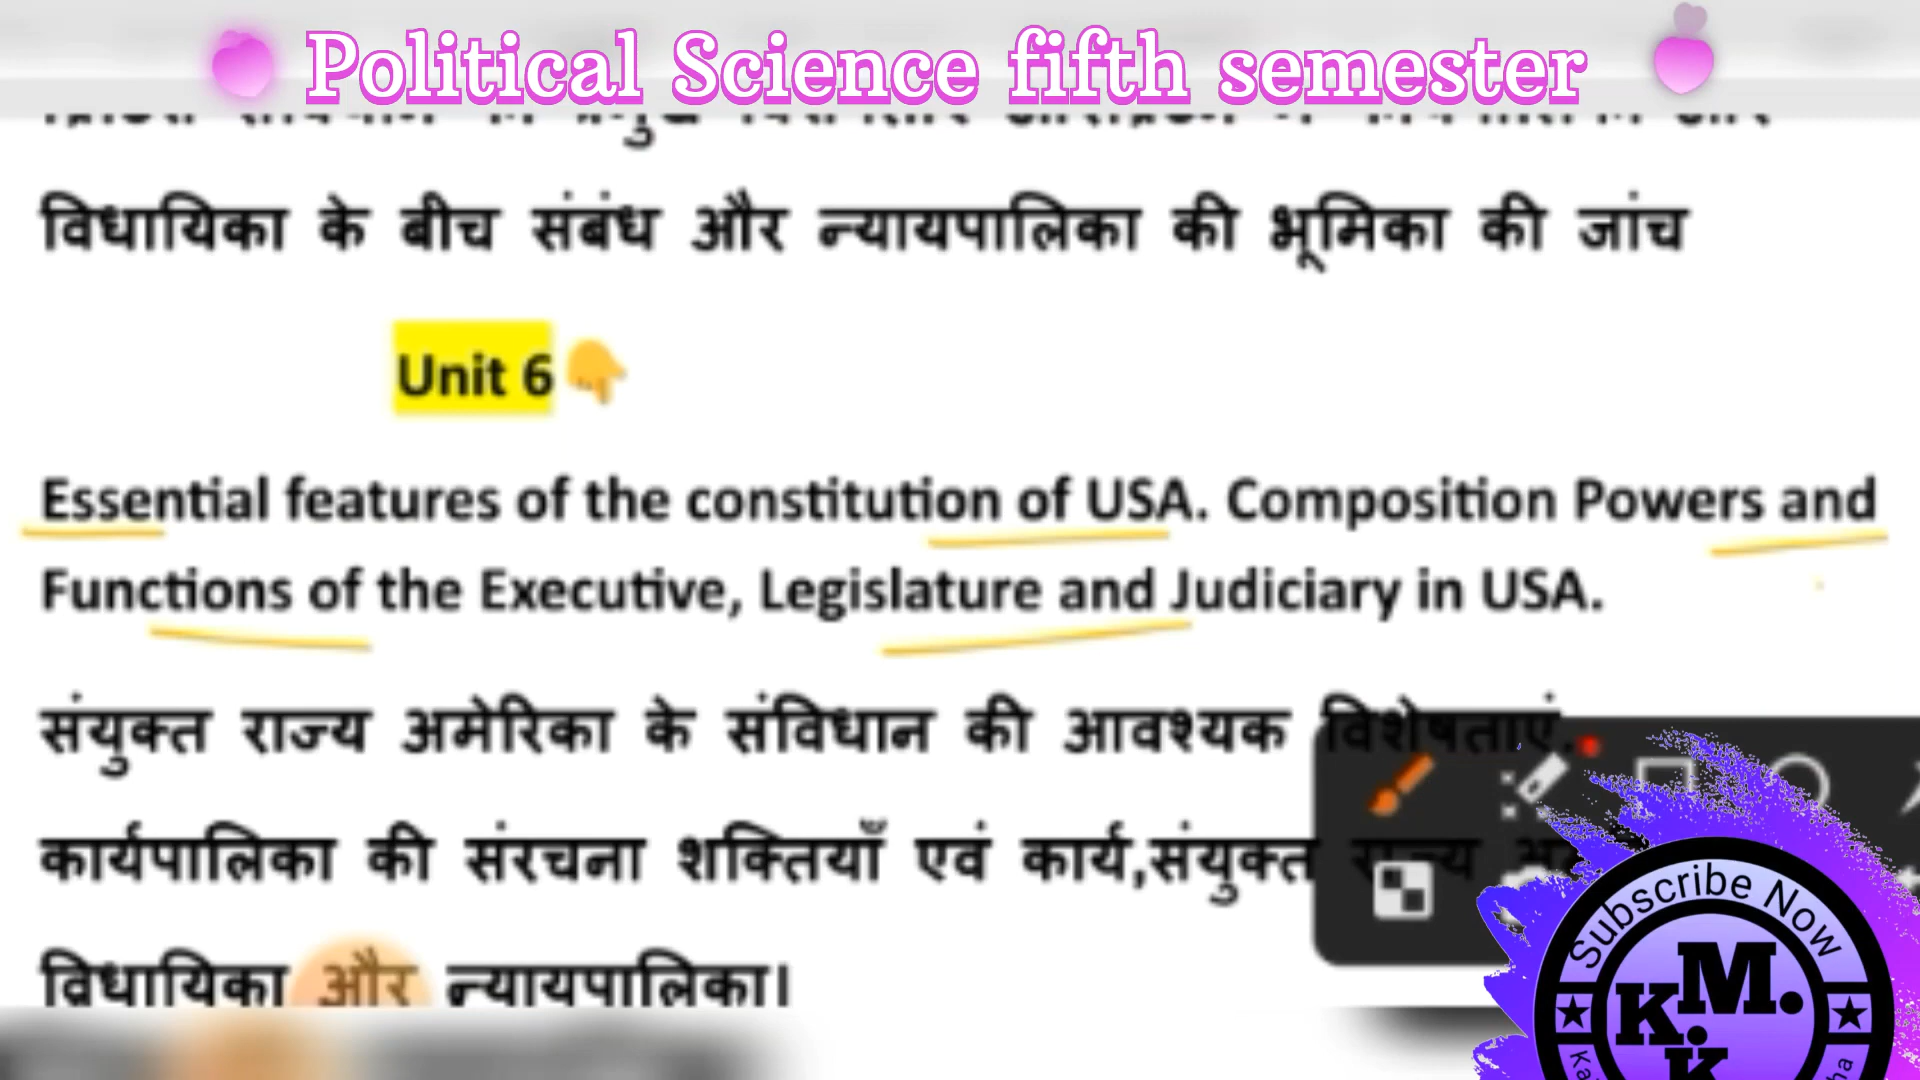 Political Science fifth semester
विधायिका के बीच संबंध और न्यायपालिका की भूमिका की जांच
Unit 6
Essential features of the constitution of USA. Composition Powers and
Functions of the Executive, Legislature and Judiciary in USA.
संयुक्त राज्य अमेरिका के संविधान की आवश्यक विशेषताएं.
कार्यपालिका की संरचना शक्तियाँ एवं कार्य,संयुक्त राज्य
विधायिका और न्यायपालिका।
Subscribe Now
K.M.K